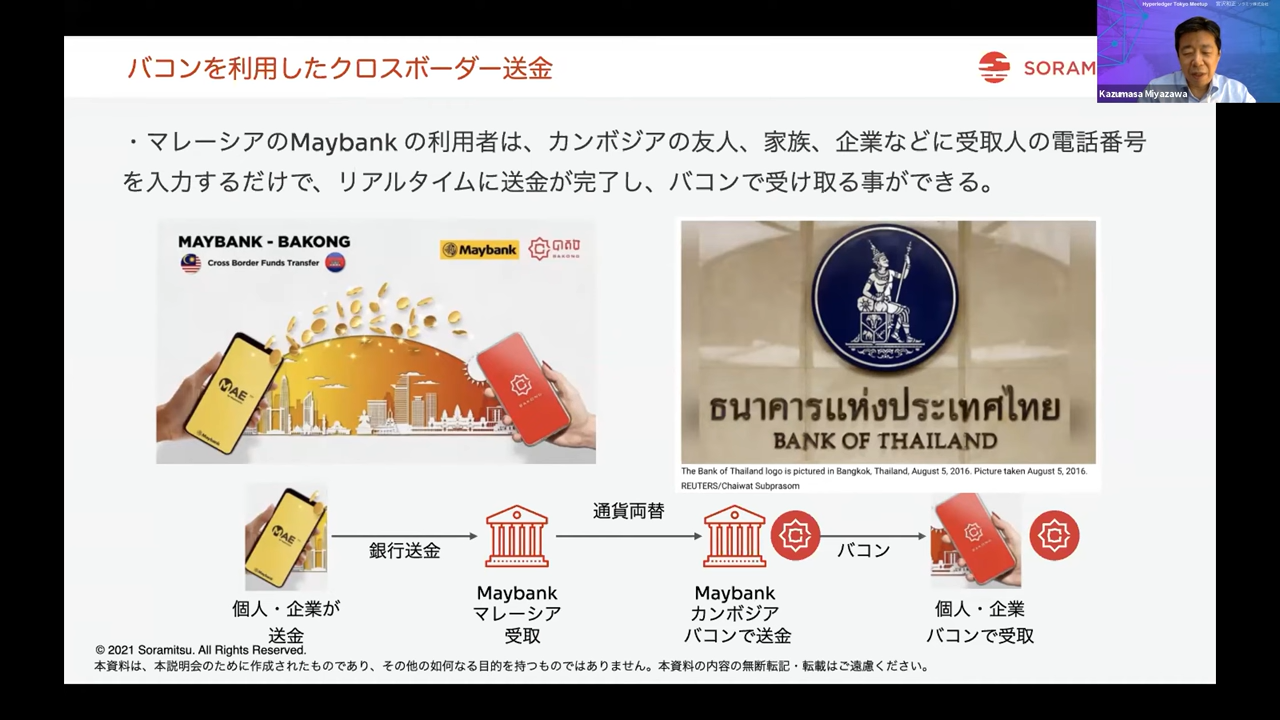 Hyperledger Tokyo Meetup
バコンを利用したクロスボーダー送金
SORAM
Kazumasa Miyazawa
・マレーシアのMaybank の利用者は、カンボジアの友人、家族、企業などに受取人の電話番号
を入力するだけで、リアルタイムに送金が完了し、バコンで受け取る事ができる。
MAYBANK - BAKONG
Cross Border Funds Transfer
Maybank
បាគង
BAKONG
MAE
Maybank
BAKONG
ธนาคารแห่งประเทศไทย
BANK OF THAILAND
The Bank of Thailand logo is pictured in Bangkok, Thailand, August 5, 2016. Picture taken August 5, 2016.
REUTERS/Chaiwat Subprasom
MAE
銀行送金
通貨両替
バコン
個人・企業が
送金
Maybank
マレーシア
受取
Maybank
カンボジア
バコンで送金
個人・企業
バコンで受取
© 2021 Soramitsu. All Rights Reserved.
本資料は、本説明会のために作成されたものであり、その他の如何なる目的を持つものではありません。本資料の内容の無断転記・転載はご遠慮ください。